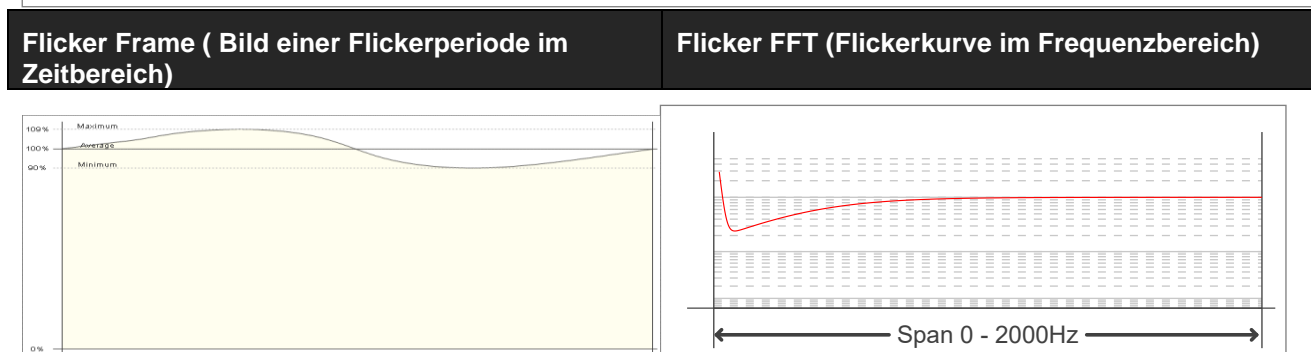 Flicker Frame ( Bild einer Flickerperiode im
Zeitbereich)
Flicker FFT (Flickerkurve im Frequenzbereich)
109%
Maximum
100%
Average
90%
Minimum
0%
Span 0 - 2000Hz